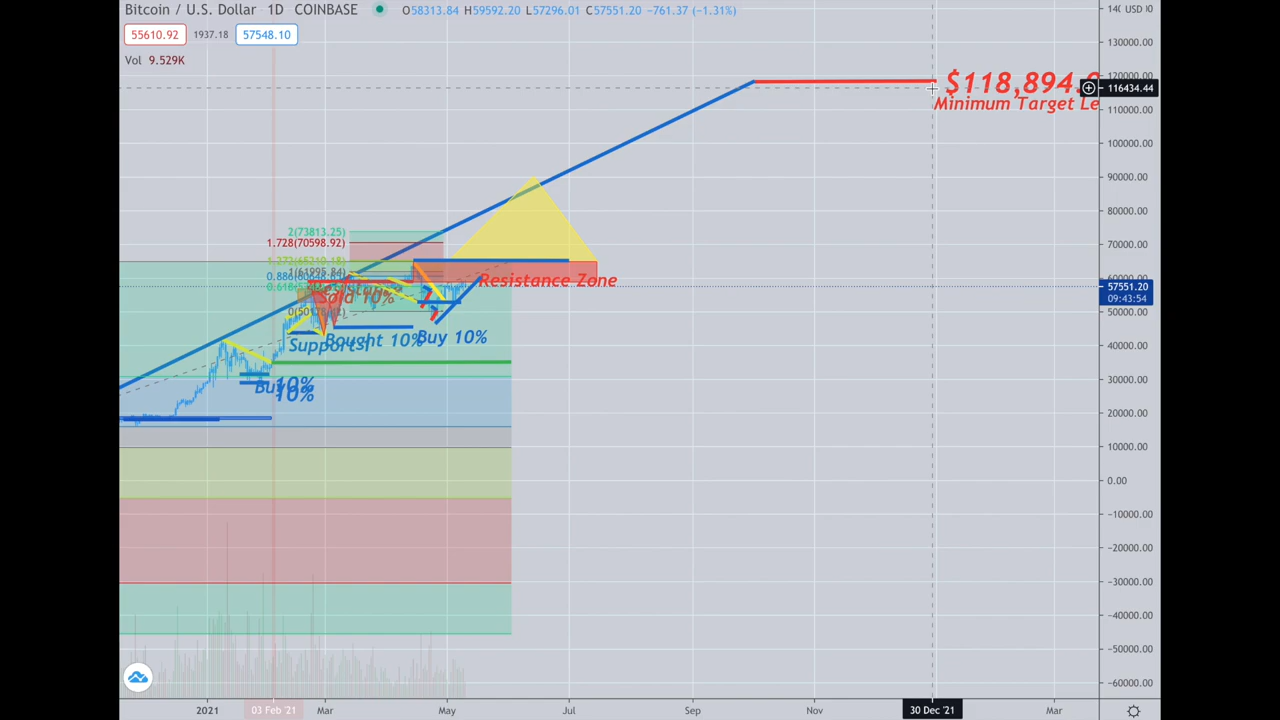 Bitcoin / U.S. Dollar 1D COINBASE O58313.84 H59592.20 L57296.01 C57551.20 −761.37 (−1.31%)
55610.92 1937.18 57548.10
Vol 9.529K
USD
130000.00
120000.00
$118,894.
116434.44
Minimum Target Le
110000.00
100000.00
90000.00
80000.00
2(73813.25)
1.728(70598.92)
70000.00
1(61995.84)
Resistance Zone
57551.20
09:43:54
Sold 10%
50000.00
Buy 10%
Bought 10%
Support
40000.00
30000.00
10%
10%
20000.00
10000.00
0.00
−10000.00
−20000.00
−30000.00
−40000.00
−50000.00
−60000.00
2021 03 Feb '21 Mar May Jul Sep Nov 30 Dec '21 Mar